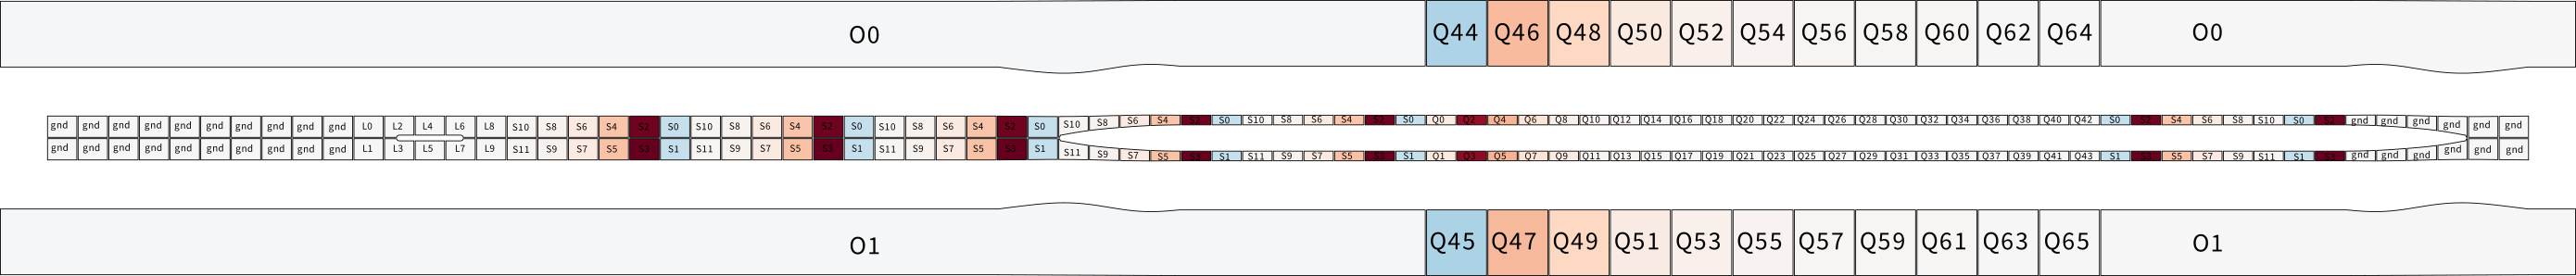 O0 Q44 Q46 Q48 Q50 Q52 Q54 Q56 Q58 Q60 Q62 Q64 O0
gnd gnd gnd gnd gnd gnd gnd gnd gnd gnd L0 L2 L4 L6 L8 S10 S8 S6 S4 S2 S0 S10 S8 S6 S4 S2 S0 S10 S8 S6 S4 S2 S0 S10 S8 S6 S4 S2 S0 S10 S8 S6 S4 S2 S0 Q0 Q2 Q4 Q6 Q8 Q10 Q12 Q14 Q16 Q18 Q20 Q22 Q24 Q26 Q28 Q30 Q32 Q34 Q36 Q38 Q40 Q42 S0 S2 S4 S6 S8 S10 S0 S2 gnd gnd gnd gnd gnd gnd
gnd gnd gnd gnd gnd gnd gnd gnd gnd gnd L1 L3 L5 L7 L9 S11 S9 S7 S5 S3 S1 S11 S9 S7 S5 S3 S1 S11 S9 S7 S5 S3 S1 S11 S9 S7 S5 S3 S1 S11 S9 S7 S5 S3 S1 Q1 Q3 Q5 Q7 Q9 Q11 Q13 Q15 Q17 Q19 Q21 Q23 Q25 Q27 Q29 Q31 Q33 Q35 Q37 Q39 Q41 Q43 S1 S3 S5 S7 S9 S11 S1 S3 gnd gnd gnd gnd gnd gnd
O1 Q45 Q47 Q49 Q51 Q53 Q55 Q57 Q59 Q61 Q63 Q65 O1